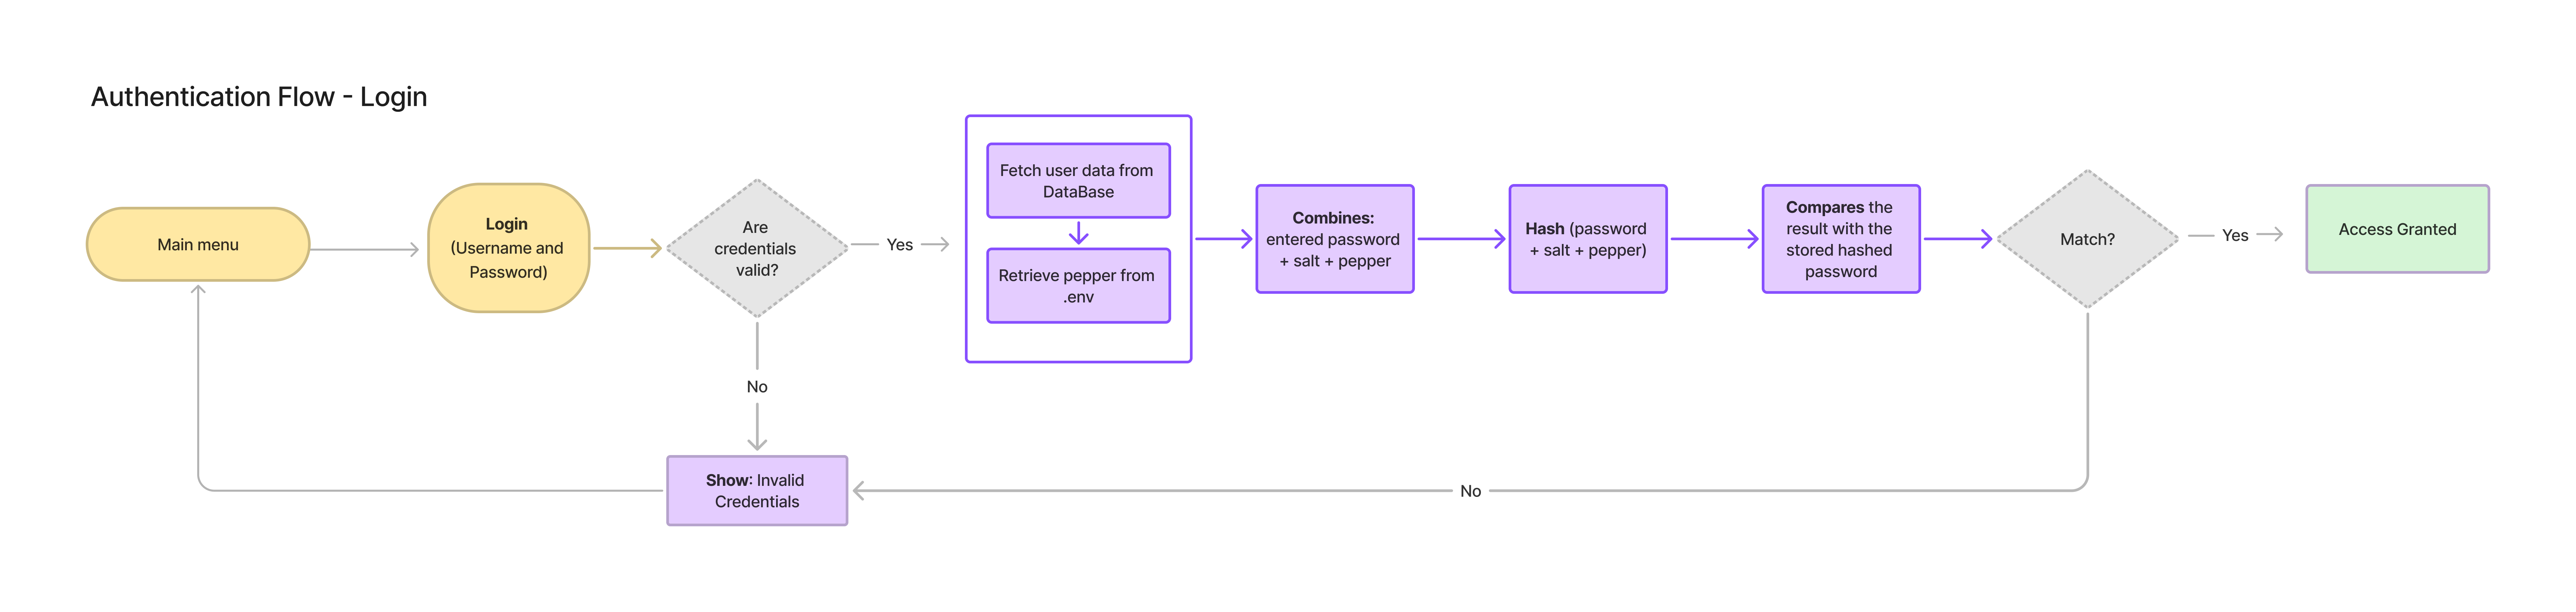 Authentication Flow - Login
Main menu
Login
(Username and
Password)
Are
credentials
valid?
Yes
Fetch user data from
DataBase
Retrieve pepper from
.env
Combines:
entered password
+ salt + pepper
Hash (password
+ salt + pepper)
Compares the
result with the
stored hashed
password
Match?
Yes
Access Granted
No
Show: Invalid
Credentials
No